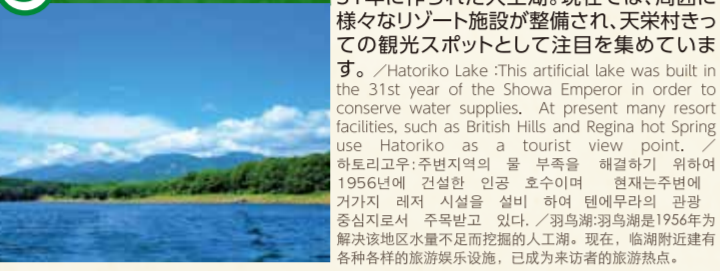 31年に作られた人工湖。現在では、周囲に
様々なリゾート施設が整備され、天栄村きっ
ての観光スポットとして注目を集めていま
す。／Hatoriko Lake :This artificial lake was built in
the 31st year of the Showa Emperor in order to
conserve water supplies. At present many resort
facilities, such as British Hills and Regina hot Spring
use Hatoriko as a tourist view point. ／
하토리고우:주변지역의 물 부족을 해결하기 위하여
1956년에 건설한 인공 호수이며 현재는주변에
거가지 레저 시설을 설비 하여 텐에무라의 관광
중심지로서 주목받고 있다. ／羽鸟湖:羽鸟湖是1956年为
解决该地区水量不足而挖掘的人工湖。现在，临湖附近建有
各种各样的旅游娱乐设施，已成为来访者的旅游热点。